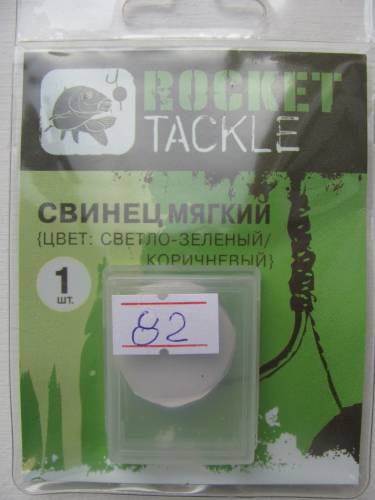 ROCKET
TACKLE
СВИНЕЦ МЯГКИЙ
{ЦВЕТ: СВЕТЛО-ЗЕЛЕНЫЙ/
КОРИЧНЕВЫЙ}
1
шт.
82